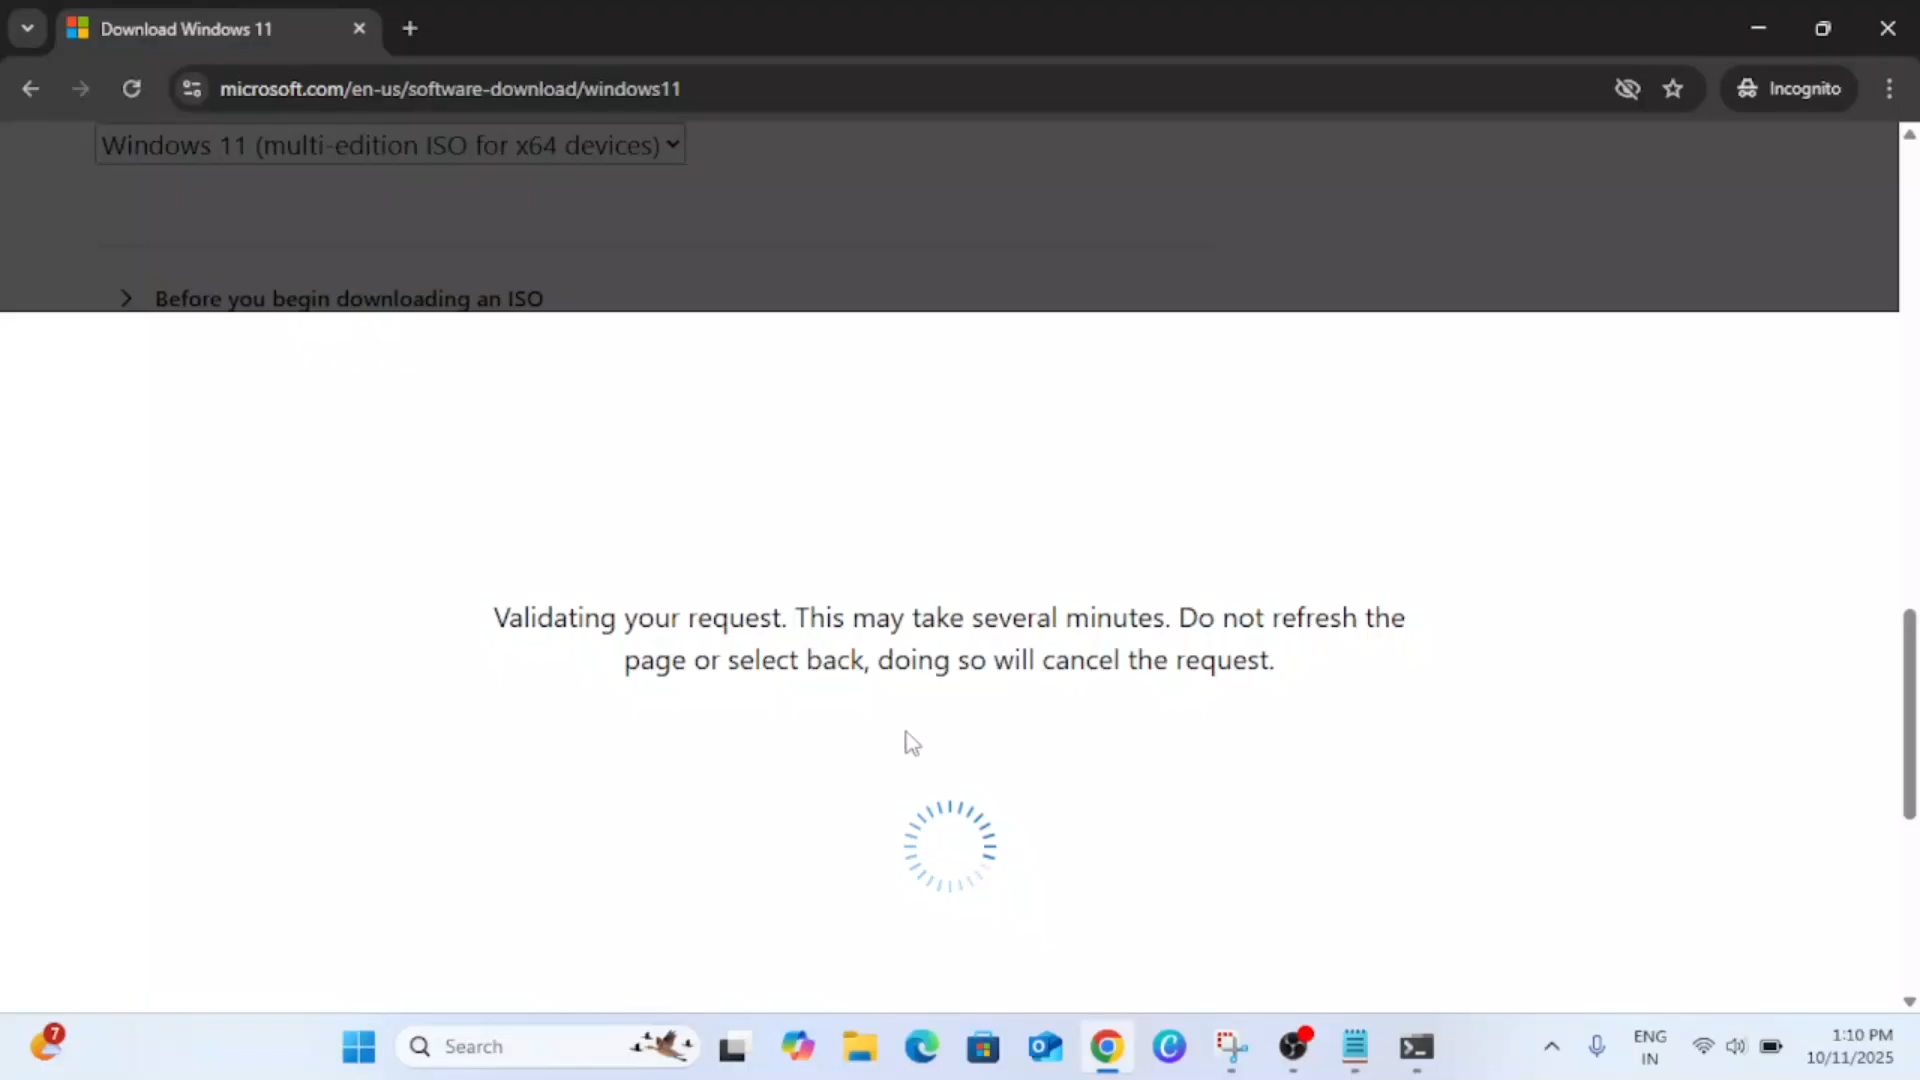 Download Windows 11
microsoft.com/en-us/software-download/windows11
Incognito
Windows 11 (multi-edition ISO for x64 devices)
Before you begin downloading an ISO
Validating your request. This may take several minutes. Do not refresh the
page or select back, doing so will cancel the request.
7
Search
ENG
IN
1:10 PM
10/11/2025